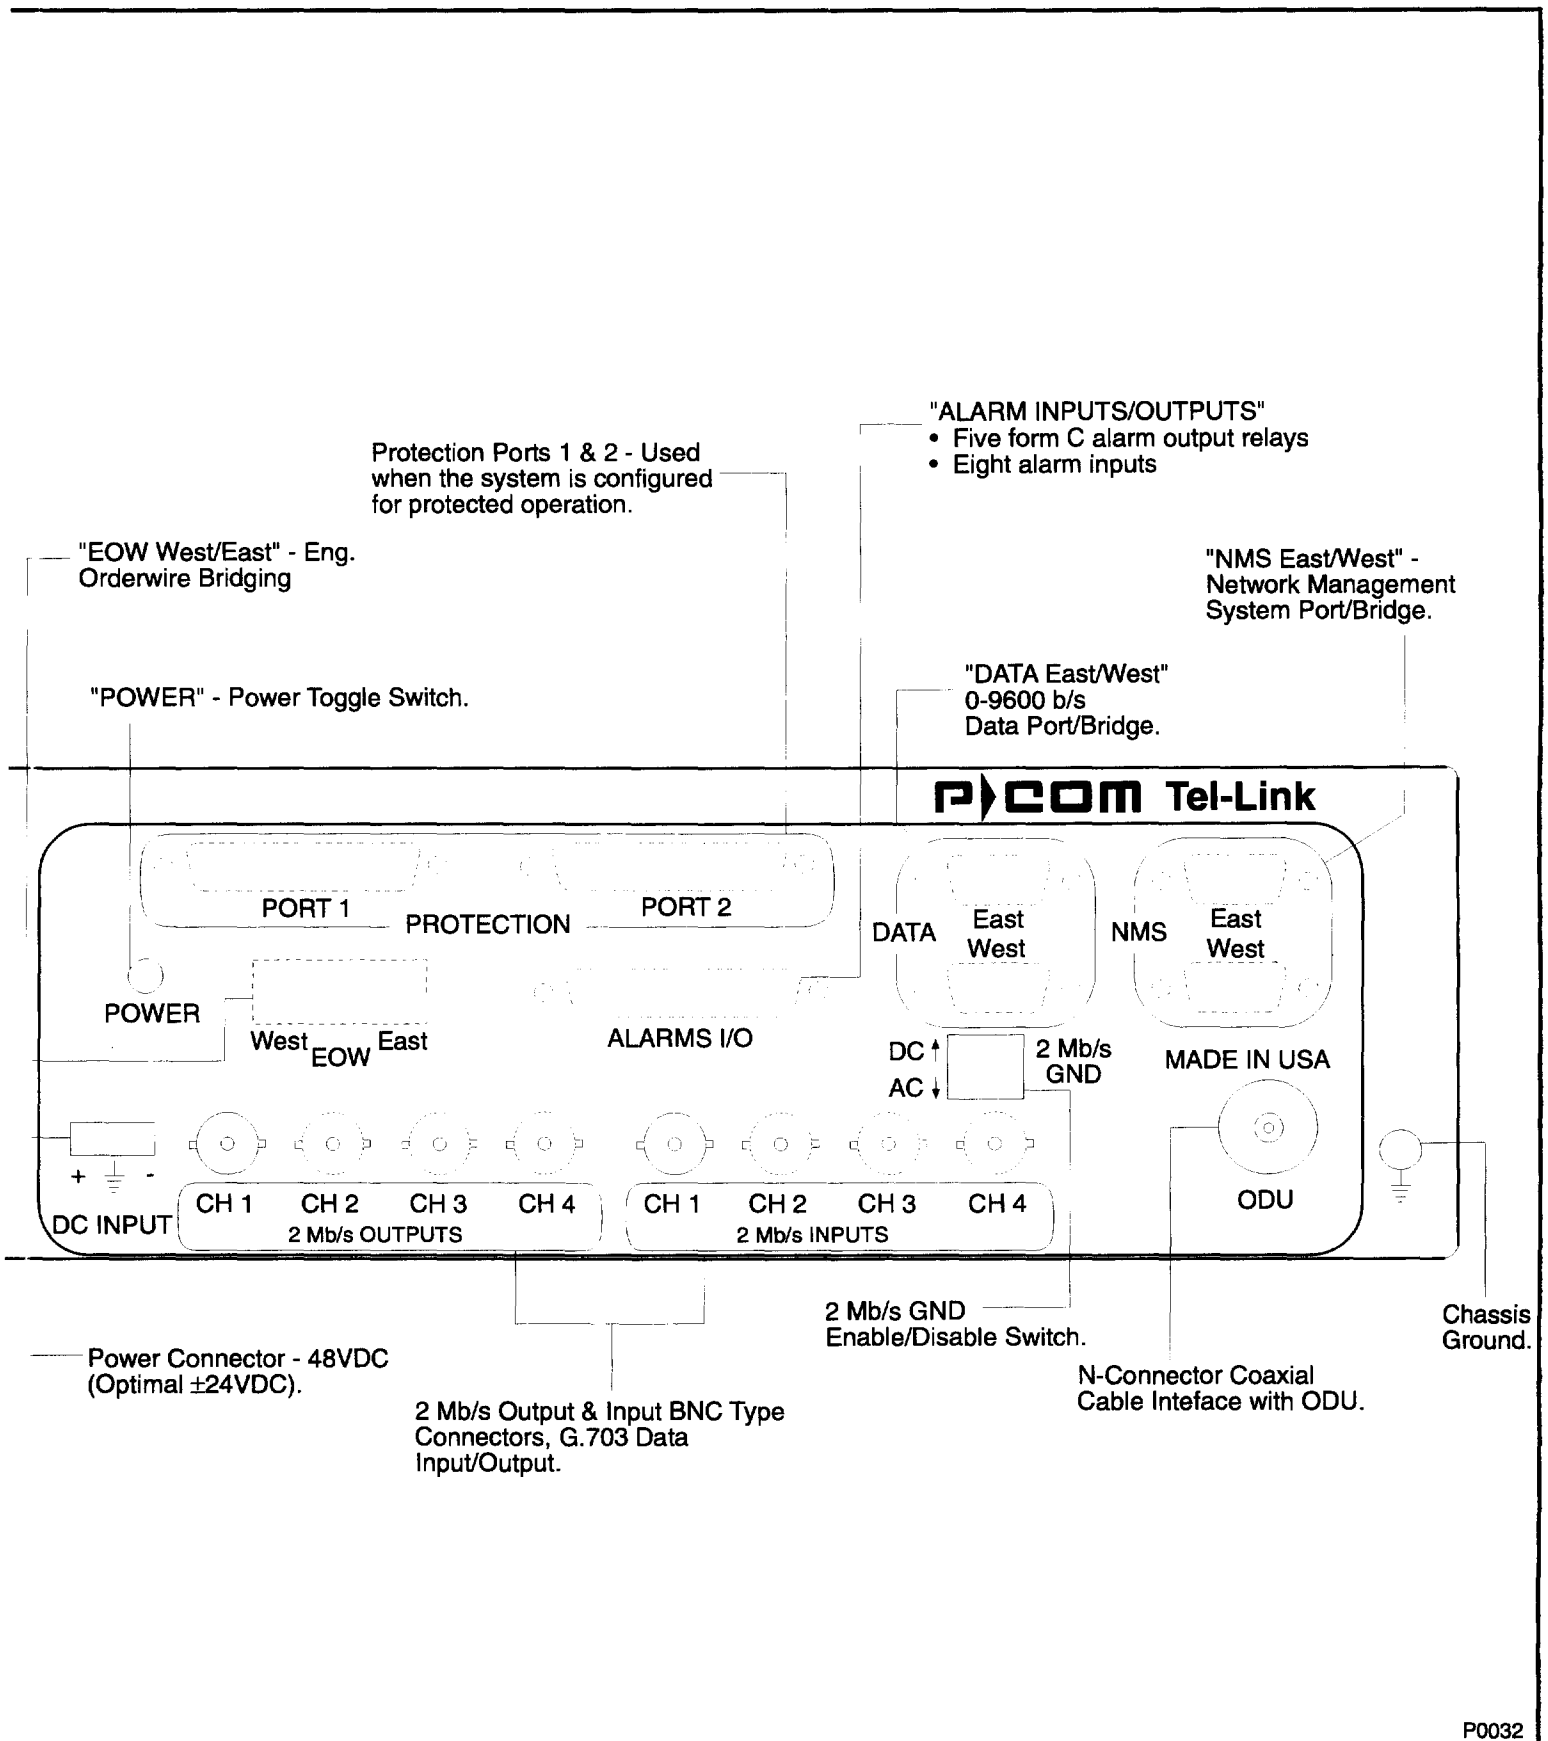 "ALARM INPUTS/OUTPUTS"
• Five form C alarm output relays
• Eight alarm inputs
Protection Ports 1 & 2 - Used
when the system is configured
for protected operation.
"EOW West/East" - Eng.
Orderwire Bridging
"NMS East/West" -
Network Management
System Port/Bridge.
"POWER" - Power Toggle Switch.
"DATA East/West"
0-9600 b/s
Data Port/Bridge.
P COM Tel-Link
PORT 1
PORT 2
PROTECTION
DATA
East
West
NMS
East
West
POWER
West
EOW
East
ALARMS I/O
DC
AC
2 Mb/s
GND
MADE IN USA
+ -
DC INPUT
CH 1
CH 2
CH 3
CH 4
2 Mb/s OUTPUTS
CH 1
CH 2
CH 3
CH 4
2 Mb/s INPUTS
ODU
2 Mb/s GND
Enable/Disable Switch.
Chassis
Ground.
Power Connector - 48VDC
(Optimal ±24VDC).
N-Connector Coaxial
Cable Inteface with ODU.
2 Mb/s Output & Input BNC Type
Connectors, G.703 Data
Input/Output.
P0032